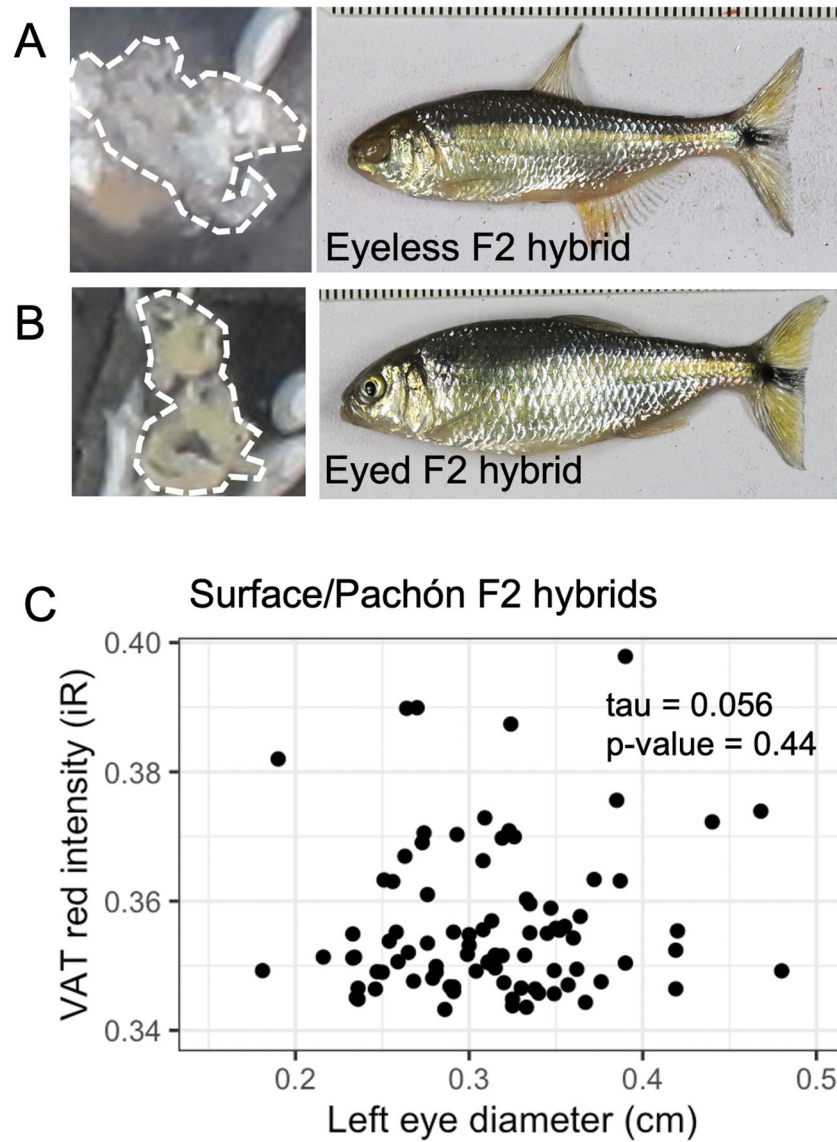 A
Eyeless F2 hybrid
B
Eyed F2 hybrid
C
Surface/Pachón F2 hybrids
VAT red intensity (iR)
0.40
0.38
0.36
0.34
tau = 0.056
p-value = 0.44
0.2
0.3
0.4
0.5
Left eye diameter (cm)